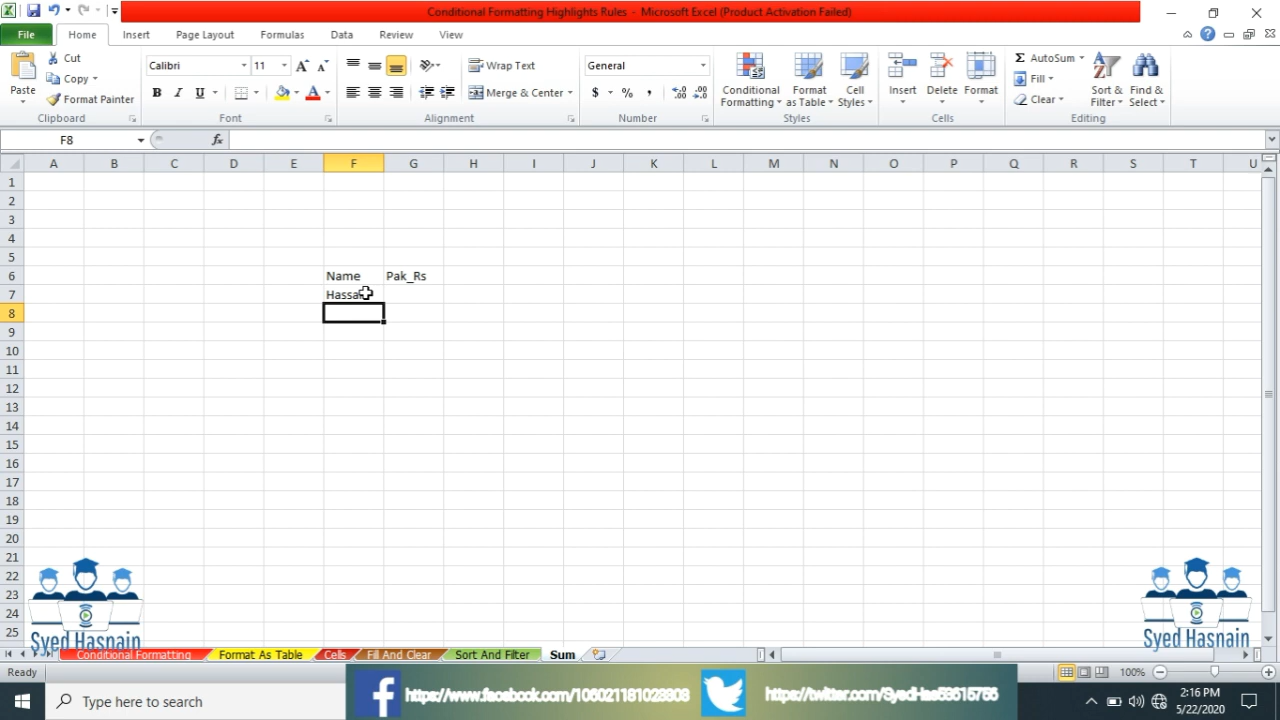 Conditional Formatting Highlights Rules - Microsoft Excel (Product Activation Failed)
File Home Insert Page Layout Formulas Data Review View
Paste Cut Copy Format Painter
Clipboard
Calibri 11
B I U
Font
Wrap Text
Merge & Center
Alignment
General
$ % ,
Number
Conditional Formatting
Format as Table
Cell Styles
Styles
Insert Delete Format
Cells
Σ AutoSum
Fill
Clear
Sort & Filter
Find & Select
Editing
F8 fx
A B C D E F G H I J K L M N O P Q R S T U
1
2
3
4
5
6 Name Pak_Rs
7
8
9
10
11
12
13
14
15
16
17
18
19
20
21
22
23
24
25
Syed Hasnain
Syed Hasnain
Conditional Formatting Format As Table Cells Fill And Clear Sort And Filter Sum
Ready 100%
Type here to search
2:16 PM
5/22/2020